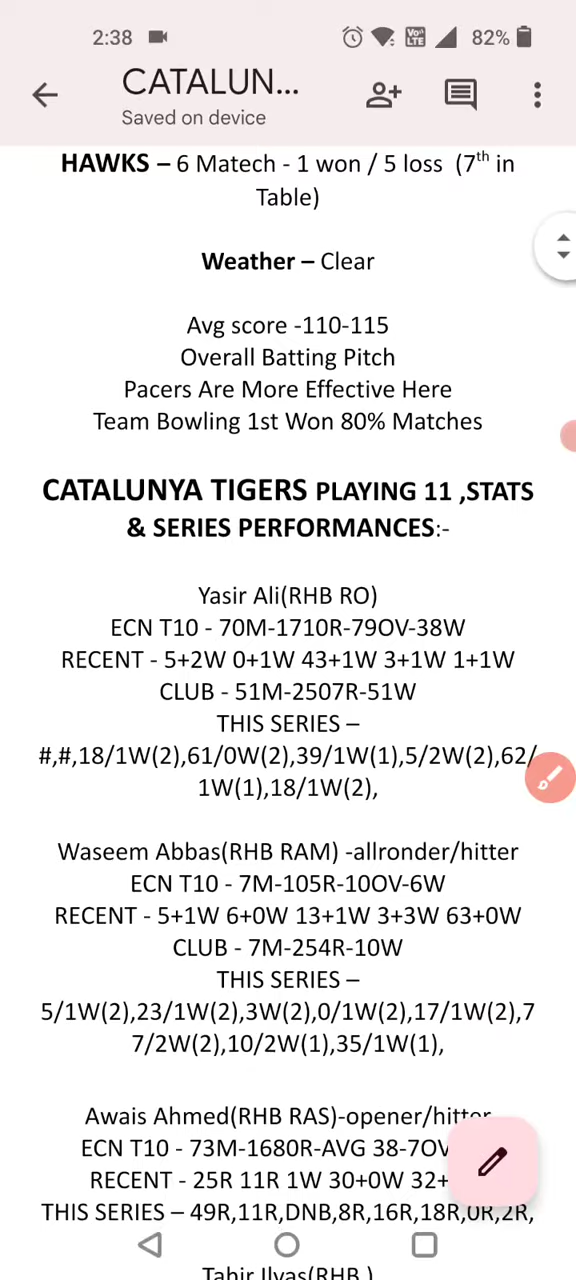 2:38 82%
CATALUN...
Saved on device
HAWKS – 6 Matech - 1 won / 5 loss (7th in
Table)
Weather – Clear
Avg score -110-115
Overall Batting Pitch
Pacers Are More Effective Here
Team Bowling 1st Won 80% Matches
CATALUNYA TIGERS PLAYING 11 ,STATS
& SERIES PERFORMANCES:-
Yasir Ali(RHB RO)
ECN T10 - 70M-1710R-79OV-38W
RECENT - 5+2W 0+1W 43+1W 3+1W 1+1W
CLUB - 51M-2507R-51W
THIS SERIES –
#,#,18/1W(2),61/0W(2),39/1W(1),5/2W(2),62/
1W(1),18/1W(2),
Waseem Abbas(RHB RAM) -allronder/hitter
ECN T10 - 7M-105R-10OV-6W
RECENT - 5+1W 6+0W 13+1W 3+3W 63+0W
CLUB - 7M-254R-10W
THIS SERIES –
5/1W(2),23/1W(2),3W(2),0/1W(2),17/1W(2),7
7/2W(2),10/2W(1),35/1W(1),
Awais Ahmed(RHB RAS)-opener/hitter
ECN T10 - 73M-1680R-AVG 38-7OV
RECENT - 25R 11R 1W 30+0W 32+
THIS SERIES – 49R,11R,DNB,8R,16R,18R,0R,2R,
Tahir Ilyas(RHB )